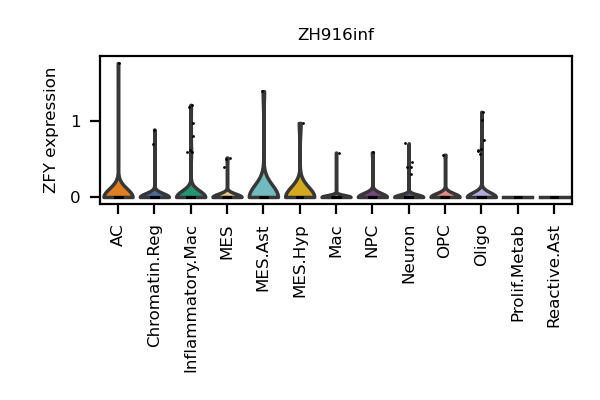 ZH916inf
ZFY expression
1
0
AC
Chromatin.Reg
Inflammatory.Mac
MES
MES.Ast
MES.Hyp
Mac
NPC
Neuron
OPC
Oligo
Prolif.Metab
Reactive.Ast